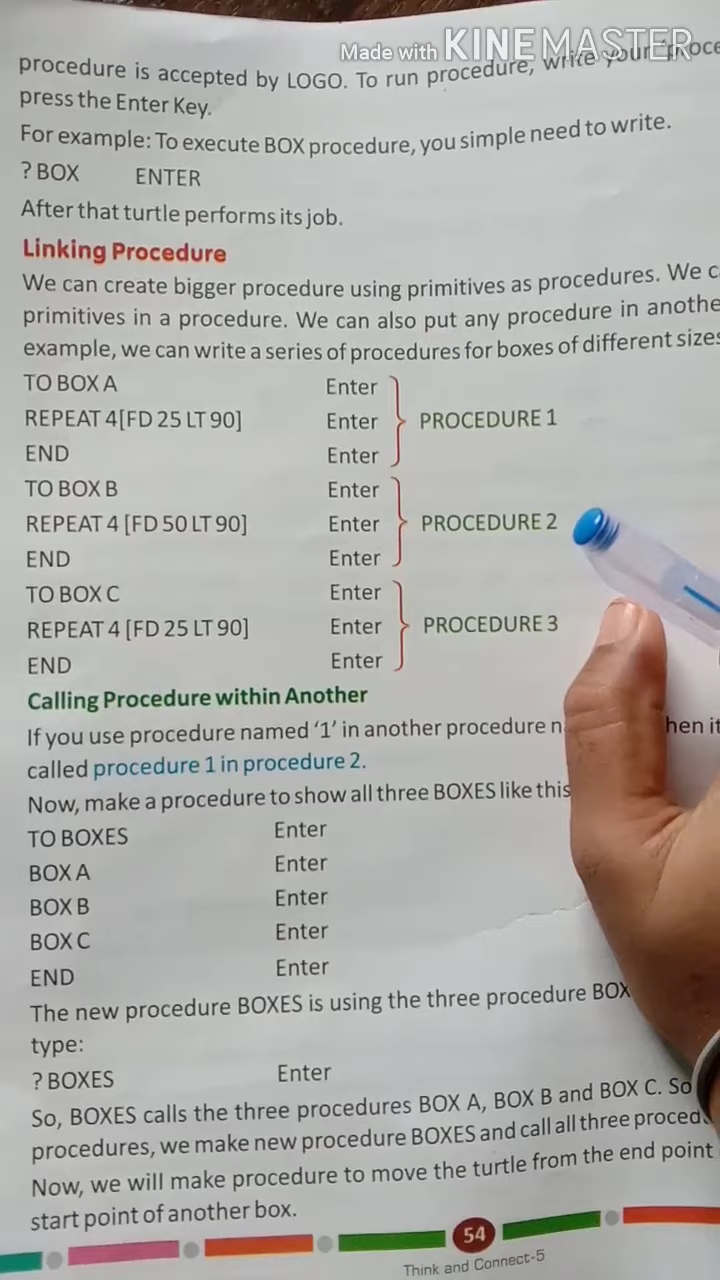 Made with KINEMASTER
procedure is accepted by LOGO. To run procedure, write your
press the Enter Key.
For example: To execute BOX procedure, you simple need to write.
? BOX ENTER
After that turtle performs its job.
Linking Procedure
We can create bigger procedure using primitives as procedures. We
primitives in a procedure. We can also put any procedure in
example, we can write a series of procedures for boxes of different sizes
TO BOX A Enter
REPEAT 4[FD 25 LT 90] Enter PROCEDURE 1
END Enter
TO BOX B Enter
REPEAT 4 [FD 50 LT 90] Enter PROCEDURE 2
END Enter
TO BOX C Enter
REPEAT 4 [FD 25 LT 90] Enter PROCEDURE 3
END Enter
Calling Procedure within Another
If you use procedure named '1' in another procedure
called procedure 1 in procedure 2.
Now, make a procedure to show all three BOXES like this
TO BOXES Enter
BOX A Enter
BOX B Enter
BOX C Enter
END Enter
The new procedure BOXES is using the three procedure BOX
type:
? BOXES Enter
So, BOXES calls the three procedures BOX A, BOX B and BOX C. So
procedures, we make new procedure BOXES and call all three
Now, we will make procedure to move the turtle from the end point
start point of another box.
54
Think and Connect-5